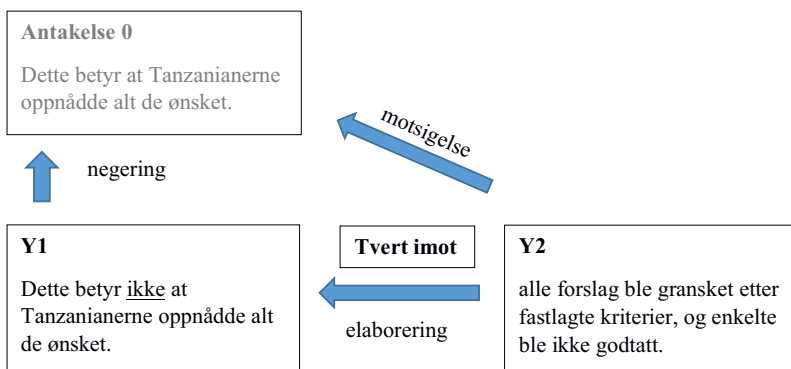 Antakelse 0
Dette betyr at Tanzanianerne
oppnådde alt de ønsket.
motsigelse
negering
Y1
Dette betyr ikke at
Tanzanianerne oppnådde alt
de ønsket.
Tvert imot
elaborering
Y2
alle forslag ble gransket etter
fastlagte kriterier, og enkelte
ble ikke godtatt.